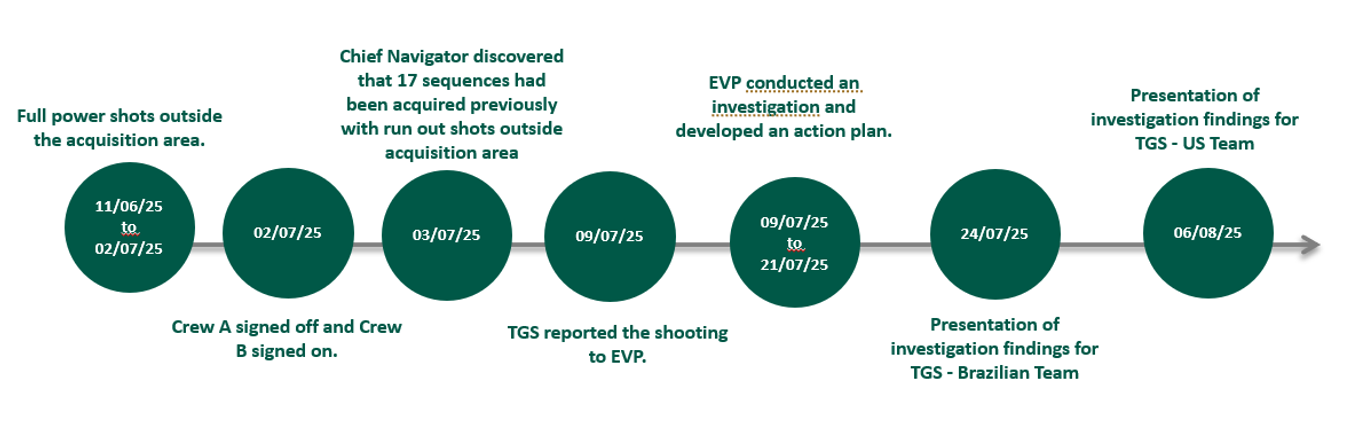 Full power shots outside
the acquisition area.
11/06/25
to
02/07/25
02/07/25
Crew A signed off and Crew
B signed on.
Chief Navigator discovered
that 17 sequences had
been acquired previously
with run out shots outside
acquisition area
03/07/25
09/07/25
TGS reported the shooting
to EVP.
EVP conducted an
investigation and
developed an action plan.
09/07/25
to
21/07/25
24/07/25
Presentation of
investigation findings for
TGS - Brazilian Team
Presentation of
investigation findings for
TGS - US Team
06/08/25